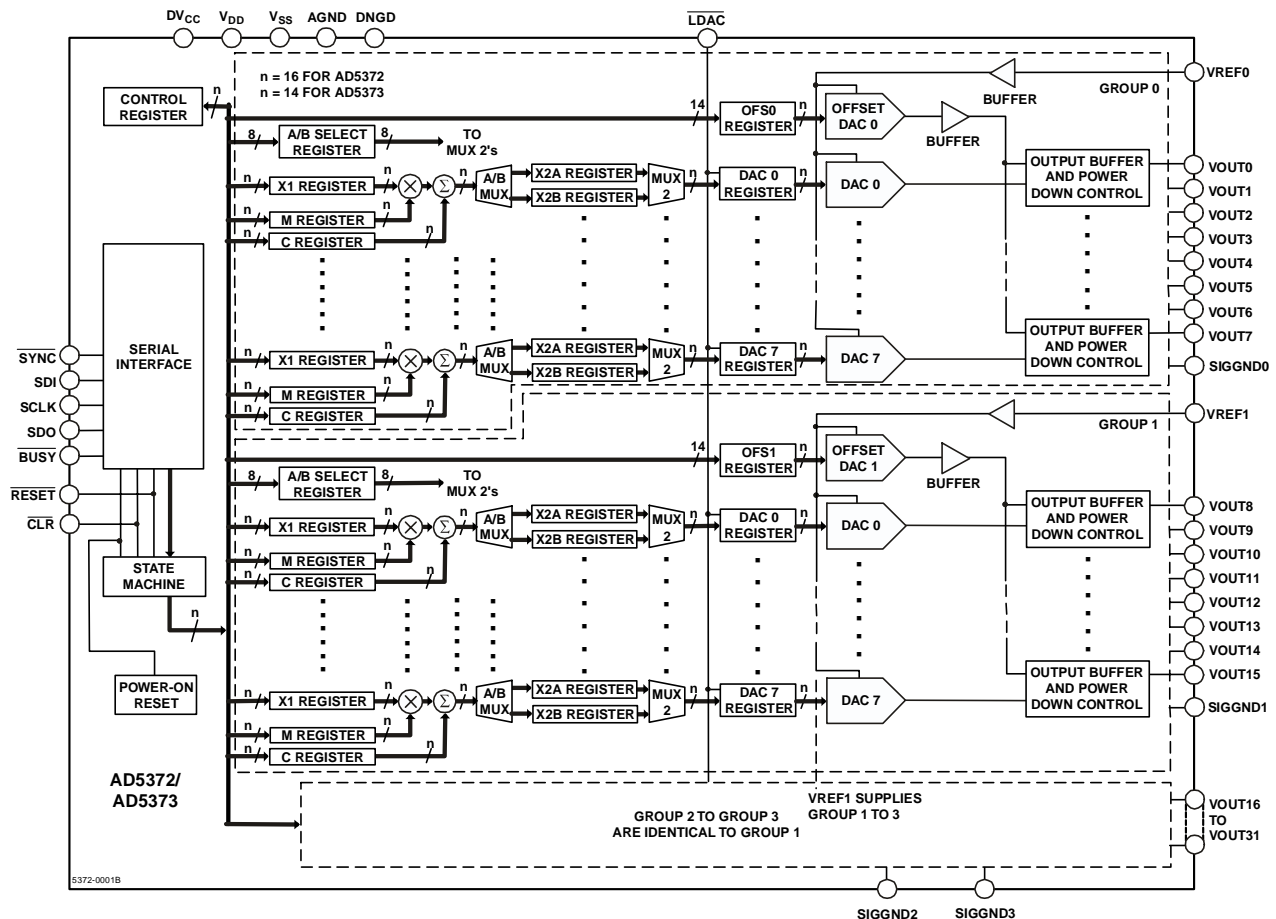 DVCC
VDD
VSS
AGND
DNGD
LDAC
n = 16 FOR AD5372
n = 14 FOR AD5373
VREF0
GROUP 0
BUFFER
CONTROL
REGISTER
n
14
OFS0
REGISTER
n
OFFSET
DAC 0
BUFFER
8
A/B SELECT
REGISTER
8
TO
MUX 2's
n
X1 REGISTER
n
n
A/B
MUX
X2A REGISTER
X2B REGISTER
MUX
2
n
DAC 0
REGISTER
n
DAC 0
OUTPUT BUFFER
AND POWER
DOWN CONTROL
n
M REGISTER
n
n
C REGISTER
n
VOUT0
VOUT1
VOUT2
VOUT3
VOUT4
VOUT5
VOUT6
VOUT7
SIGGND0
SERIAL
INTERFACE
SYNC
SDI
SCLK
SDO
BUSY
RESET
CLR
n
X1 REGISTER
n
Σ
n
A/B
MUX
X2A REGISTER
X2B REGISTER
MUX
2
n
DAC 7
REGISTER
n
DAC 7
OUTPUT BUFFER
AND POWER
DOWN CONTROL
n
M REGISTER
n
n
C REGISTER
n
VREF1
GROUP 1
14
OFS1
REGISTER
n
OFFSET
DAC 1
BUFFER
8
A/B SELECT
REGISTER
8
TO
MUX 2's
n
X1 REGISTER
n
Σ
n
A/B
MUX
X2A REGISTER
X2B REGISTER
MUX
2
n
DAC 0
REGISTER
n
DAC 0
OUTPUT BUFFER
AND POWER
DOWN CONTROL
n
M REGISTER
n
n
C REGISTER
n
VOUT8
VOUT9
VOUT10
VOUT11
VOUT12
VOUT13
VOUT14
VOUT15
SIGGND1
STATE
MACHINE
n
POWER-ON
RESET
n
X1 REGISTER
n
Σ
n
A/B
MUX
X2A REGISTER
X2B REGISTER
MUX
2
n
DAC 7
REGISTER
n
DAC 7
OUTPUT BUFFER
AND POWER
DOWN CONTROL
n
M REGISTER
n
n
C REGISTER
n
AD5372/
AD5373
GROUP 2 TO GROUP 3
ARE IDENTICAL TO GROUP 1
VREF1 SUPPLIES
GROUP 1 TO 3
VOUT16
TO
VOUT31
5372-0001B
SIGGND2
SIGGND3